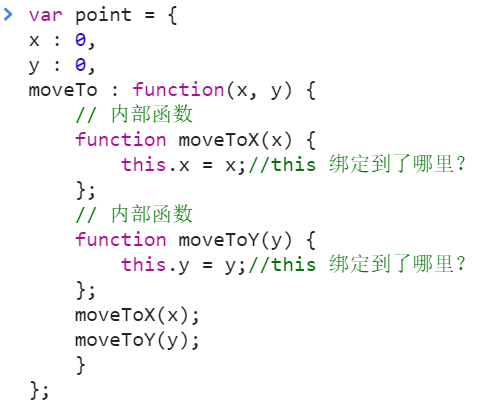 var point = {
x : 0,
y : 0,
moveTo : function(x, y) {
    // 内部函数
    function moveToX(x) {
        this.x = x;//this 绑定到了哪里？
    };
    // 内部函数
    function moveToY(y) {
        this.y = y;//this 绑定到了哪里？
    };
    moveToX(x);
    moveToY(y);
    }
};